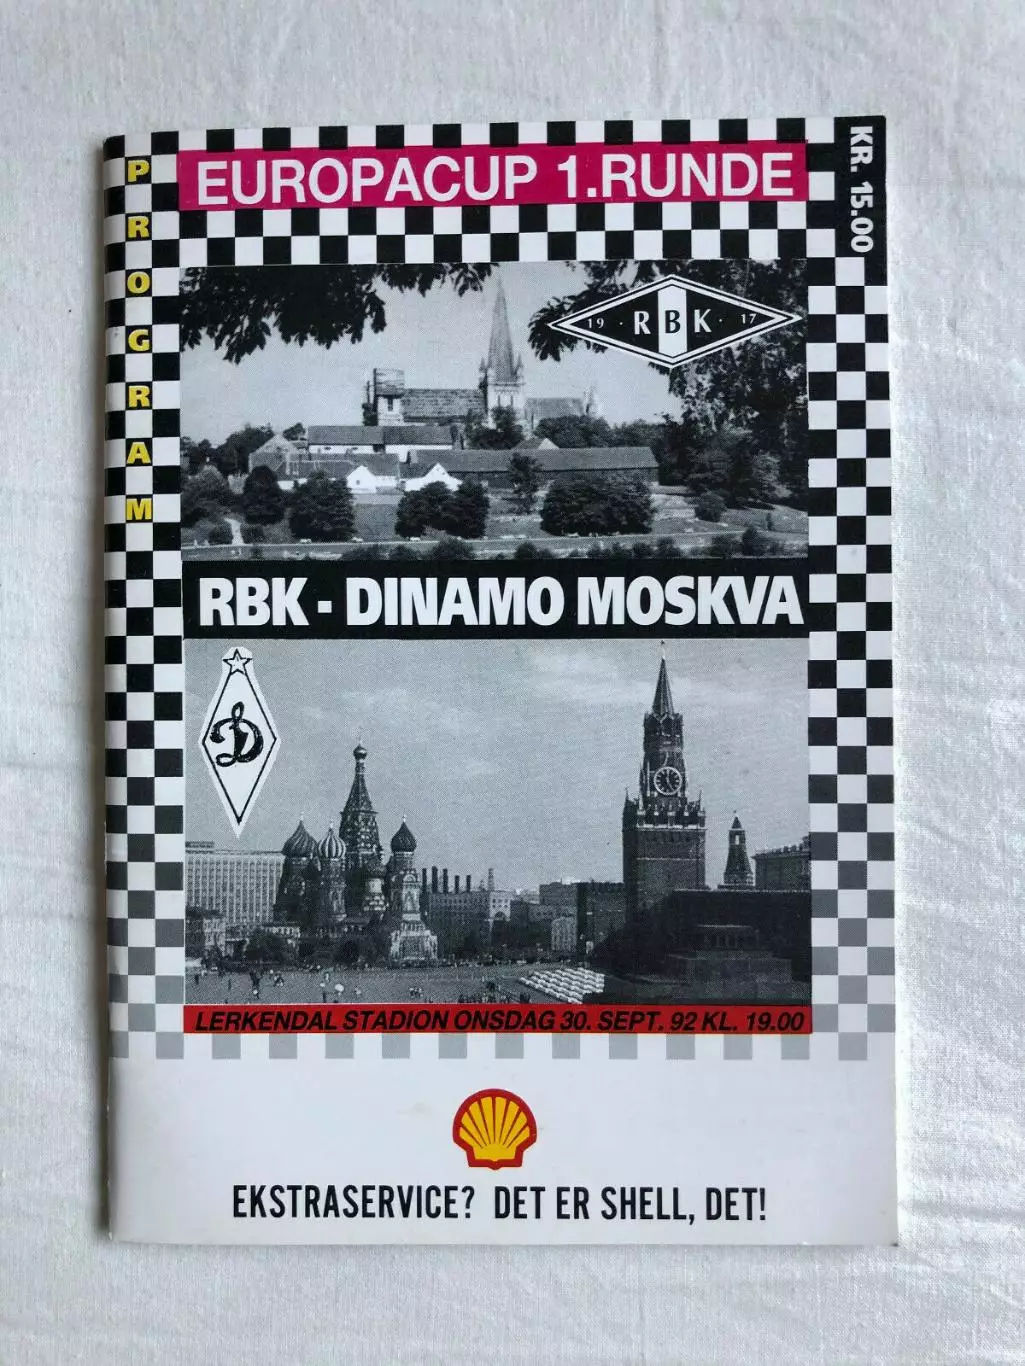 PROGRAM
EUROPACUP 1.RUNDE
KR. 15.00
19 · RBK · 17
RBK - DINAMO MOSKVA
D
LERKENDAL STADION ONSDAG 30. SEPT. 92 KL. 19.00
EKSTRASERVICE? DET ER SHELL, DET!